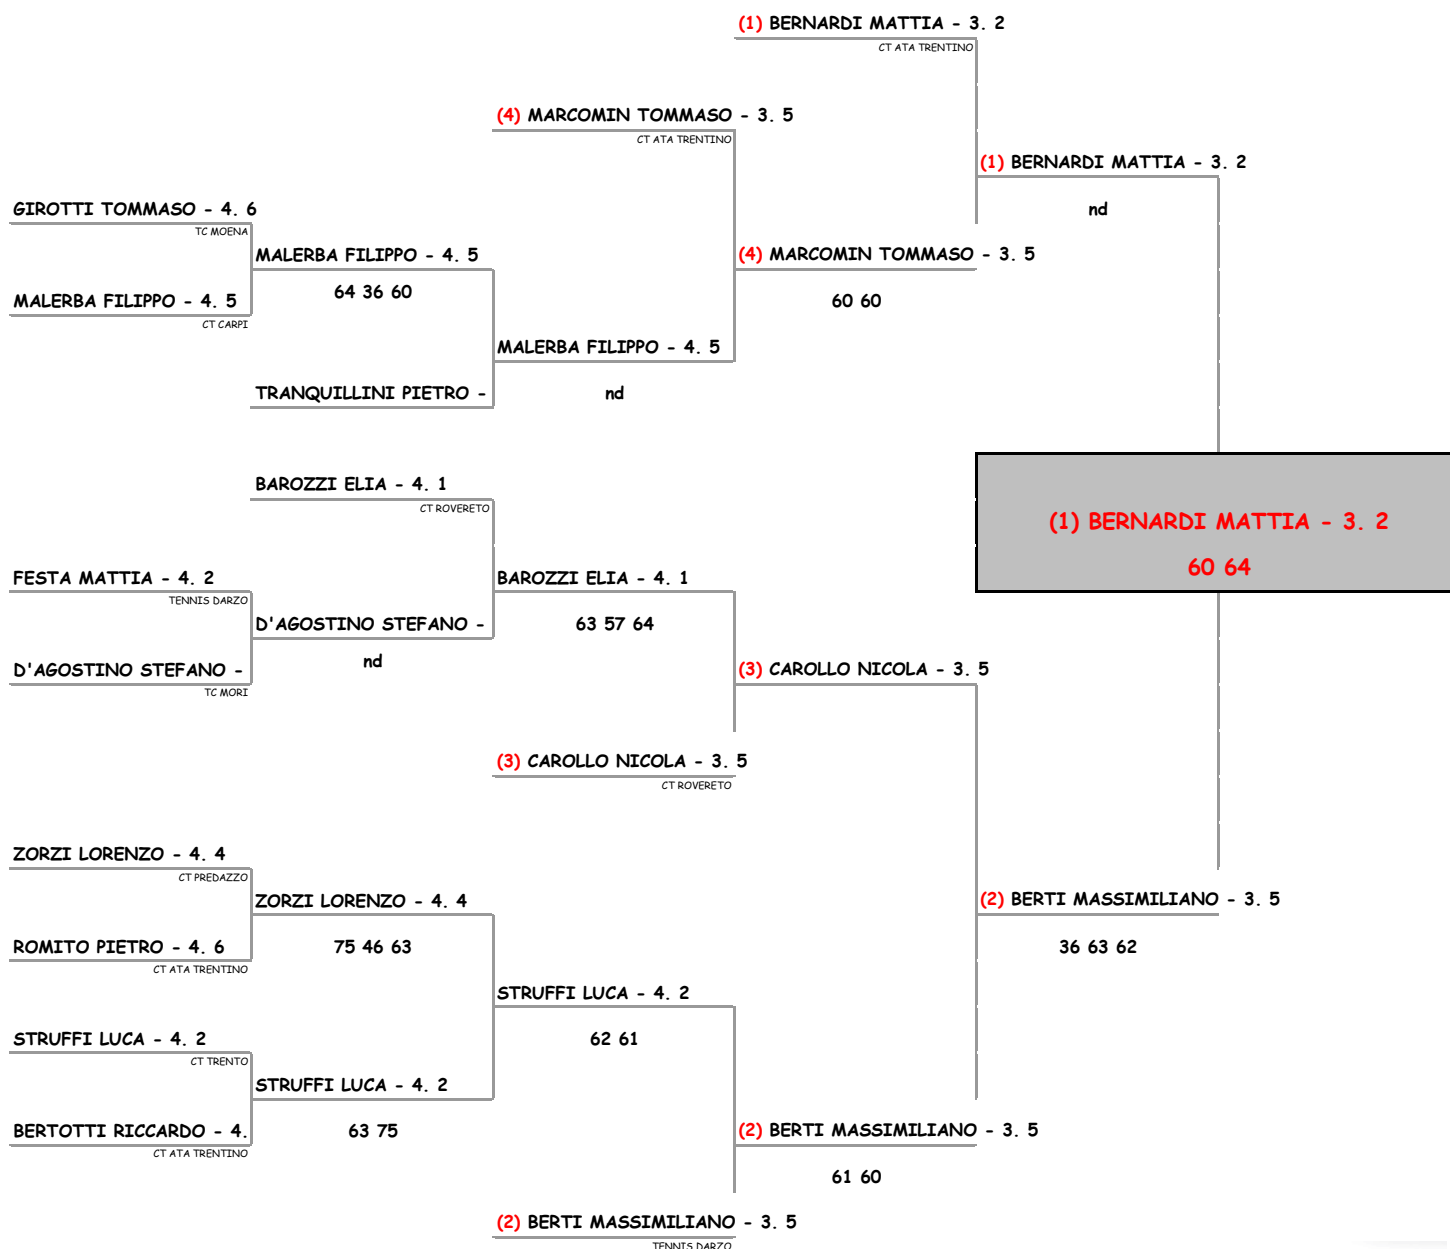 (1) BERNARDI MATTIA - 3. 2
CT ATA TRENTINO
(4) MARCOMIN TOMMASO - 3. 5
CT ATA TRENTINO
(1) BERNARDI MATTIA - 3. 2
nd
GIROTTI TOMMASO - 4. 6
TC MOENA
MALERBA FILIPPO - 4. 5
64 36 60
(4) MARCOMIN TOMMASO - 3. 5
60 60
MALERBA FILIPPO - 4. 5
CT CARPI
MALERBA FILIPPO - 4. 5
nd
TRANQUILLINI PIETRO -
BAROZZI ELIA - 4. 1
CT ROVERETO
(1) BERNARDI MATTIA - 3. 2
60 64
FESTA MATTIA - 4. 2
TENNIS DARZO
BAROZZI ELIA - 4. 1
63 57 64
D'AGOSTINO STEFANO -
nd
D'AGOSTINO STEFANO -
TC MORI
(3) CAROLLO NICOLA - 3. 5
(3) CAROLLO NICOLA - 3. 5
CT ROVERETO
ZORZI LORENZO - 4. 4
CT PREDAZZO
ZORZI LORENZO - 4. 4
75 46 63
(2) BERTI MASSIMILIANO - 3. 5
36 63 62
ROMITO PIETRO - 4. 6
CT ATA TRENTINO
STRUFFI LUCA - 4. 2
62 61
STRUFFI LUCA - 4. 2
CT TRENTO
STRUFFI LUCA - 4. 2
63 75
BERTOTTI RICCARDO - 4.
CT ATA TRENTINO
(2) BERTI MASSIMILIANO - 3. 5
61 60
(2) BERTI MASSIMILIANO - 3. 5
TENNIS DARZO